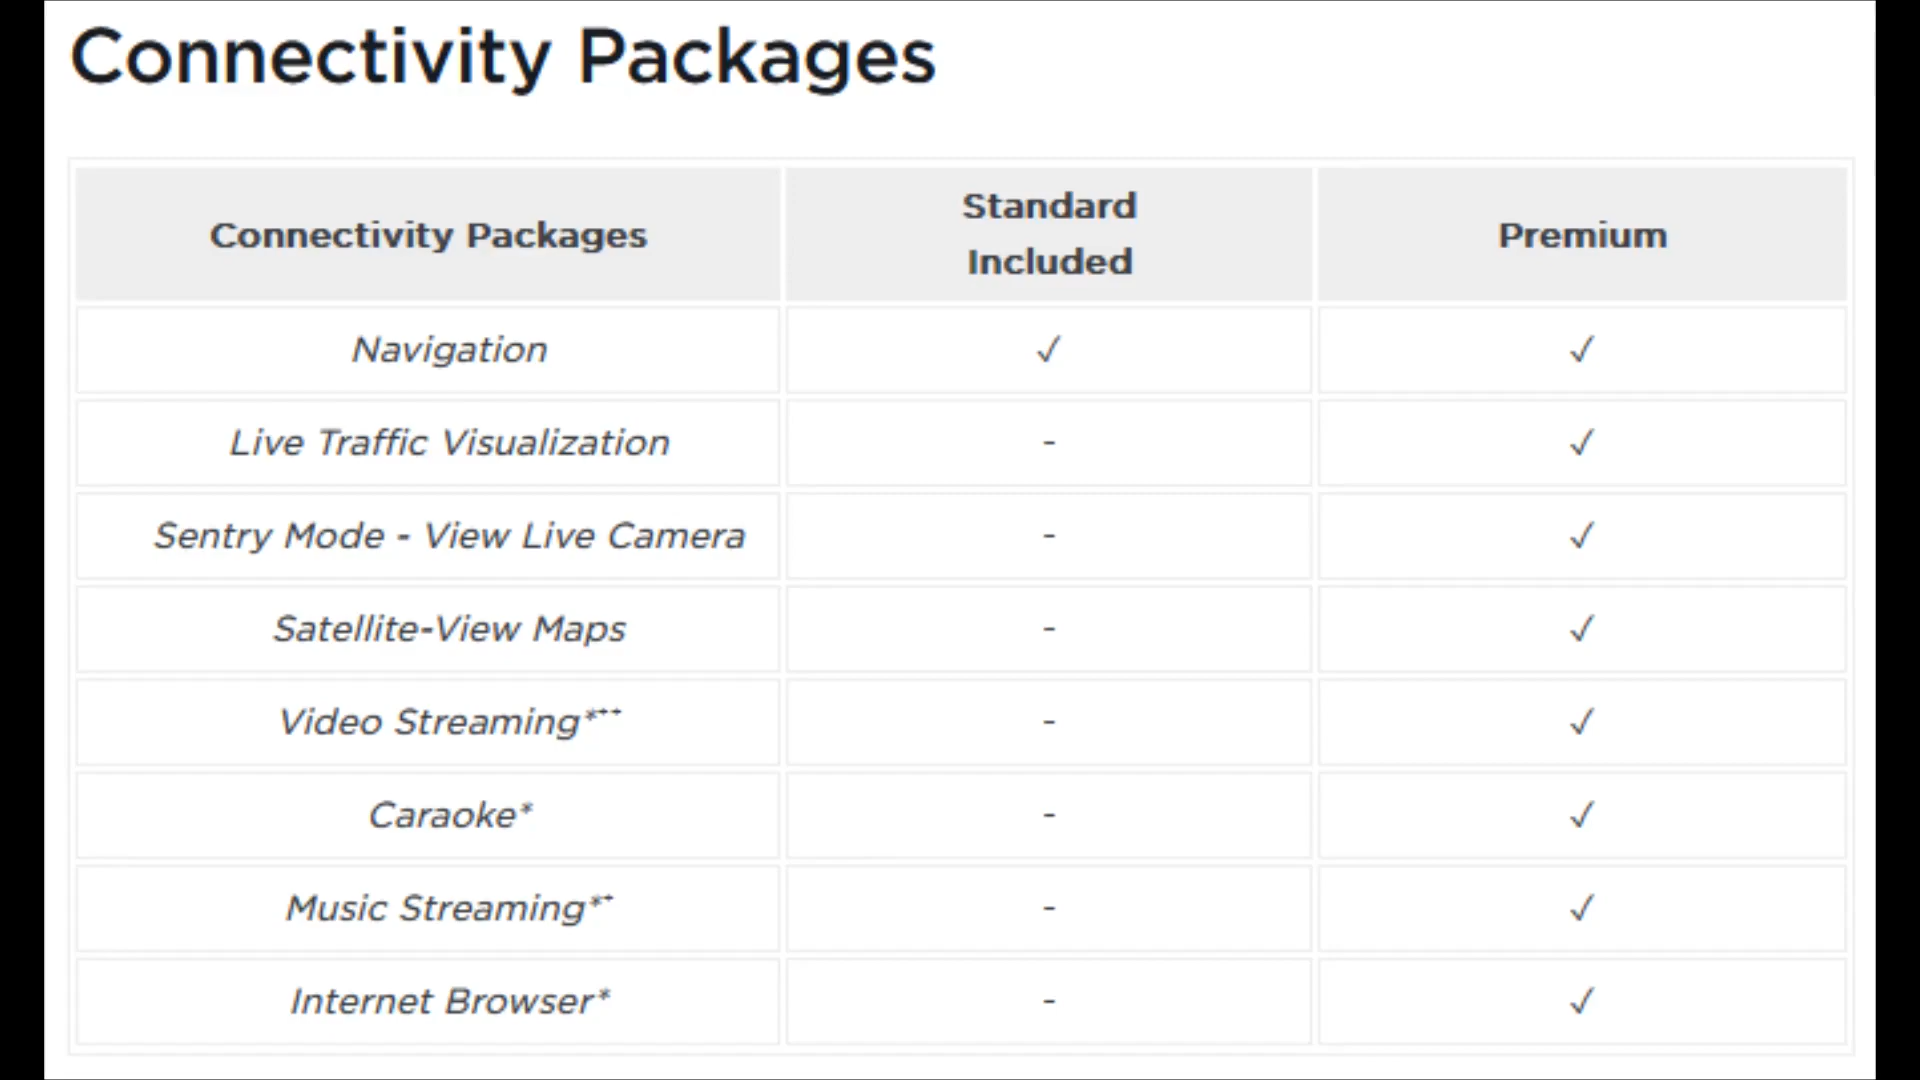 Connectivity Packages
Connectivity Packages Standard Included Premium
Navigation ✓ ✓
Live Traffic Visualization - ✓
Sentry Mode - View Live Camera - ✓
Satellite-View Maps - ✓
Video Streaming*++ - ✓
Caraoke* - ✓
Music Streaming*+ - ✓
Internet Browser* - ✓